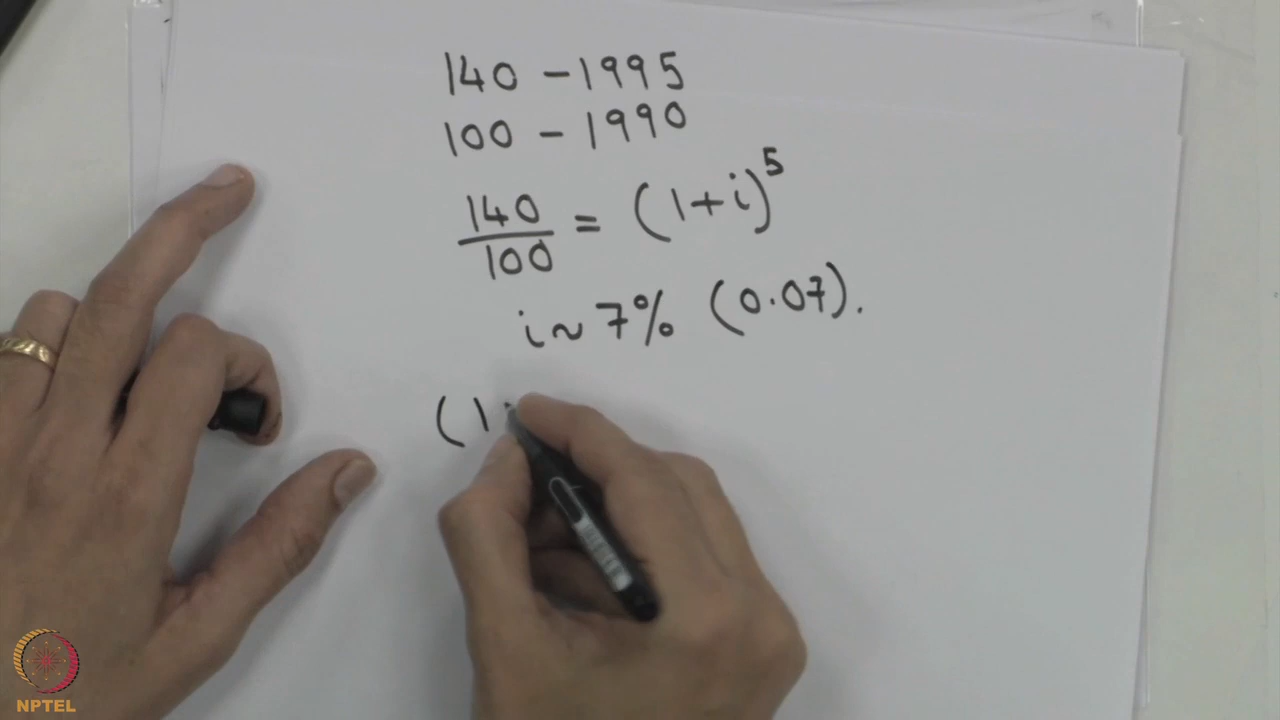 140 - 1995
100 - 1990
140/100 = (1+i)^5
i ~ 7% (0.07).
(1
NPTEL